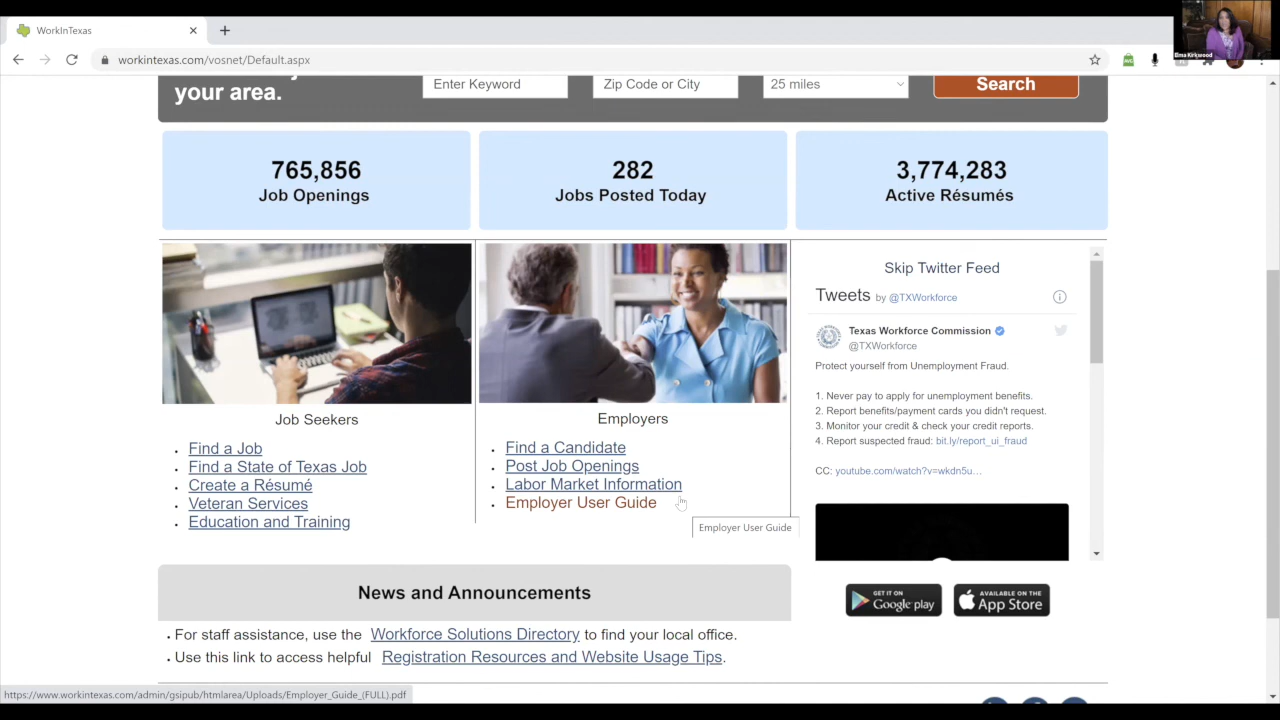 WorkInTexas
workintexas.com/vosnet/Default.aspx
Elma Kirkwood
your area.
Enter Keyword
Zip Code or City
25 miles
Search
765,856
Job Openings
282
Jobs Posted Today
3,774,283
Active Résumés
Job Seekers
Find a Job
Find a State of Texas Job
Create a Résumé
Veteran Services
Education and Training
Employers
Find a Candidate
Post Job Openings
Labor Market Information
Employer User Guide
Employer User Guide
Skip Twitter Feed
Tweets by @TXWorkforce
Texas Workforce Commission
@TXWorkforce
Protect yourself from Unemployment Fraud.
1. Never pay to apply for unemployment benefits.
2. Report benefits/payment cards you didn't request.
3. Monitor your credit & check your credit reports.
4. Report suspected fraud: bit.ly/report_ui_fraud
CC: youtube.com/watch?v=wkdn5u…
GET IT ON
Google play
AVAILABLE ON THE
App Store
News and Announcements
For staff assistance, use the Workforce Solutions Directory to find your local office.
Use this link to access helpful Registration Resources and Website Usage Tips.
https://www.workintexas.com/admin/gsipub/htmlarea/Uploads/Employer_Guide_(FULL).pdf